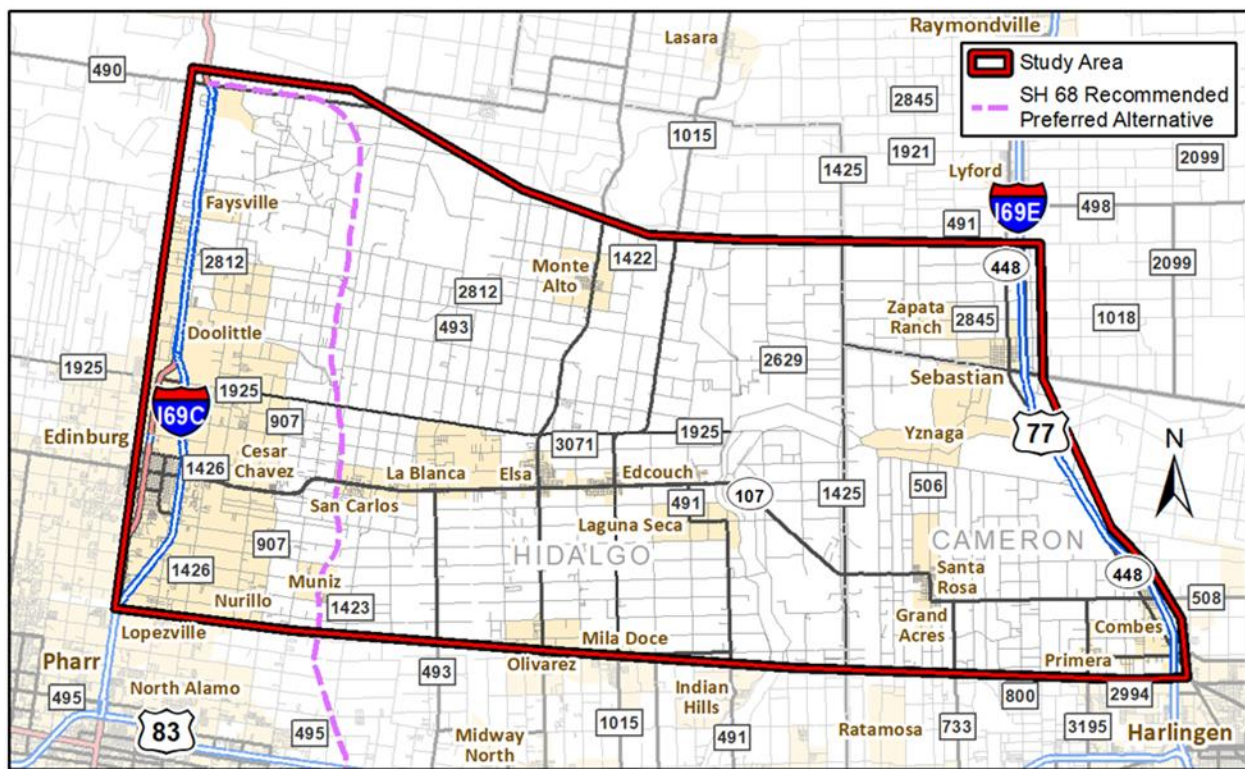 Raymondville
Lasara
Study Area
SH 68 Recommended
Preferred Alternative
490
2845
1015
1921
1425
2099
Lyford
I69E
498
491
Faysville
448
Monte
Alto
1422
2812
2099
2812
Zapata
Ranch
2845
1018
493
Doolittle
2629
1925
Sebastian
1925
I69C
77
907
N
Edinburg
Cesar
Chavez
3071
1925
Yznaga
1426
La Blanca
Elsa
Edcouch
San Carlos
107
1425
506
491
Laguna Seca
907
HIDALGO
CAMERON
1426
Muniz
Santa
Rosa
448
Nurillo
1423
508
Grand
Acres
Combes
Lopezville
Mila Doce
Primera
Pharr
Olivarez
493
495
North Alamo
Indian
Hills
800
2994
83
495
Midway
North
1015
491
Ratamosa
733
3195
Harlingen